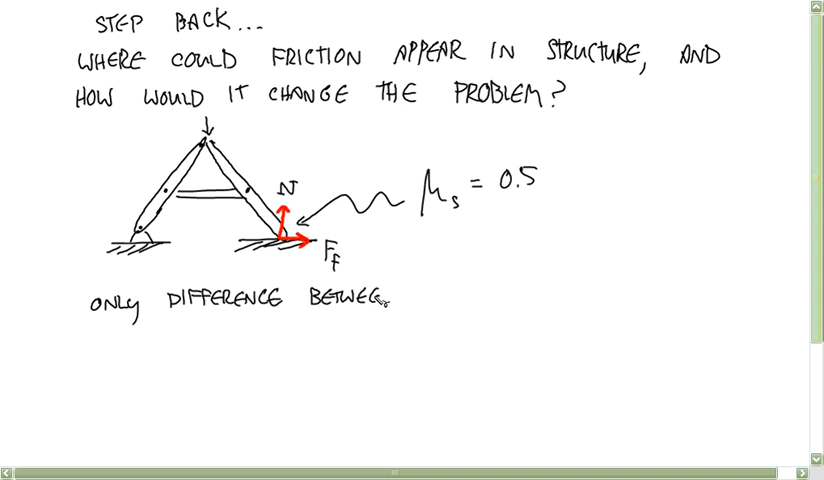 STEP BACK...
WHERE COULD FRICTION APPEAR IN STRUCTURE, AND
HOW WOULD IT CHANGE THE PROBLEM?
N
μs = 0.5
Ff
ONLY DIFFERENCE BETWEE